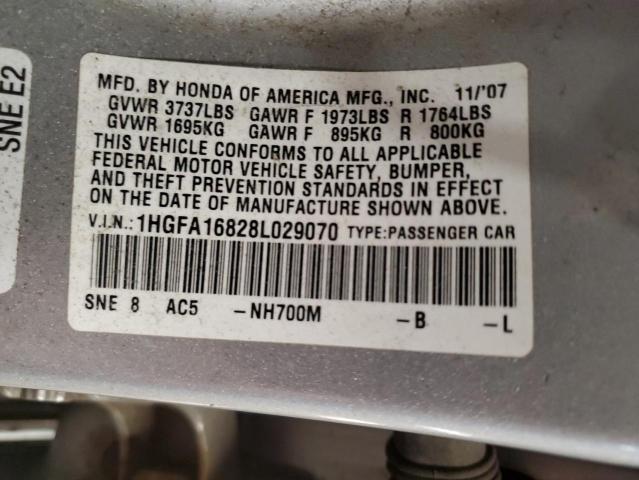 SNE E2
MFD. BY HONDA OF AMERICA MFG., INC. 11/'07
GVWR 3737LBS GAWR F 1973LBS R 1764LBS
GVWR 1695KG GAWR F 895KG R 800KG
THIS VEHICLE CONFORMS TO ALL APPLICABLE
FEDERAL MOTOR VEHICLE SAFETY, BUMPER,
AND THEFT PREVENTION STANDARDS IN EFFECT
ON THE DATE OF MANUFACTURE SHOWN ABOVE.
V.I.N.: 1HGFA16828L029070 TYPE:PASSENGER CAR
SNE 8 AC5 -NH700M -B -L